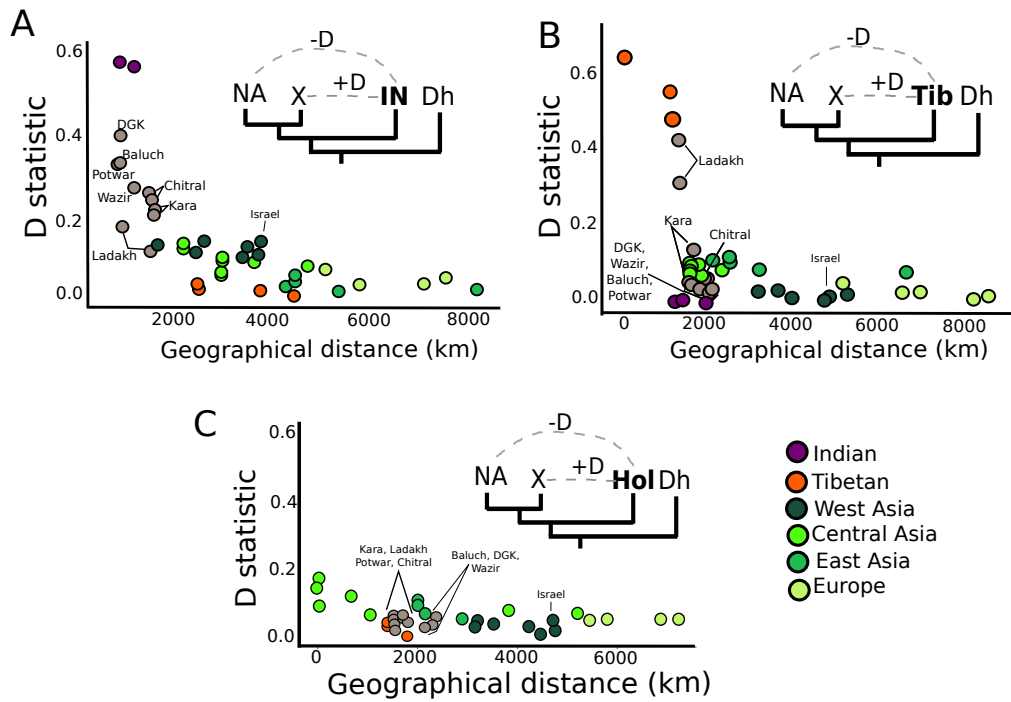 A
D statistic
0.6
0.4
0.2
0.0
-D
+D
NA X IN Dh
DGK
Baluch
Potwar
Wazir
Chitral
Kara
Ladakh
Israel
2000 4000 6000 8000
Geographical distance (km)
B
D statistic
0.6
0.4
0.2
0.0
-D
+D
NA X Tib Dh
Ladakh
Kara
Chitral
DGK,
Wazir,
Baluch,
Potwar
Israel
0 2000 4000 6000 8000
Geographical distance (km)
C
D statistic
0.6
0.4
0.2
0.0
-D
+D
NA X Hol Dh
Kara, Ladakh
Potwar, Chitral
Baluch, DGK,
Wazir
Israel
0 2000 4000 6000
Geographical distance (km)
Indian
Tibetan
West Asia
Central Asia
East Asia
Europe